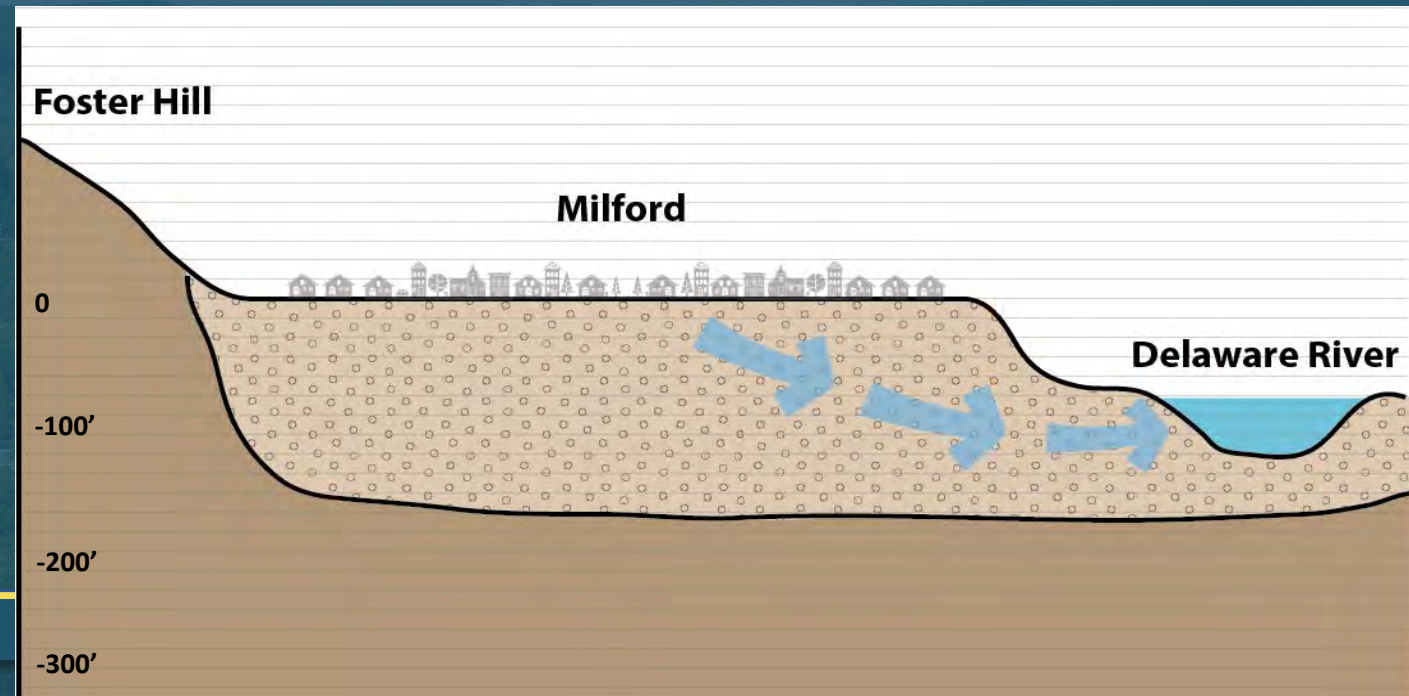 Foster Hill
Milford
0
Delaware River
-100’
-200’
-300’